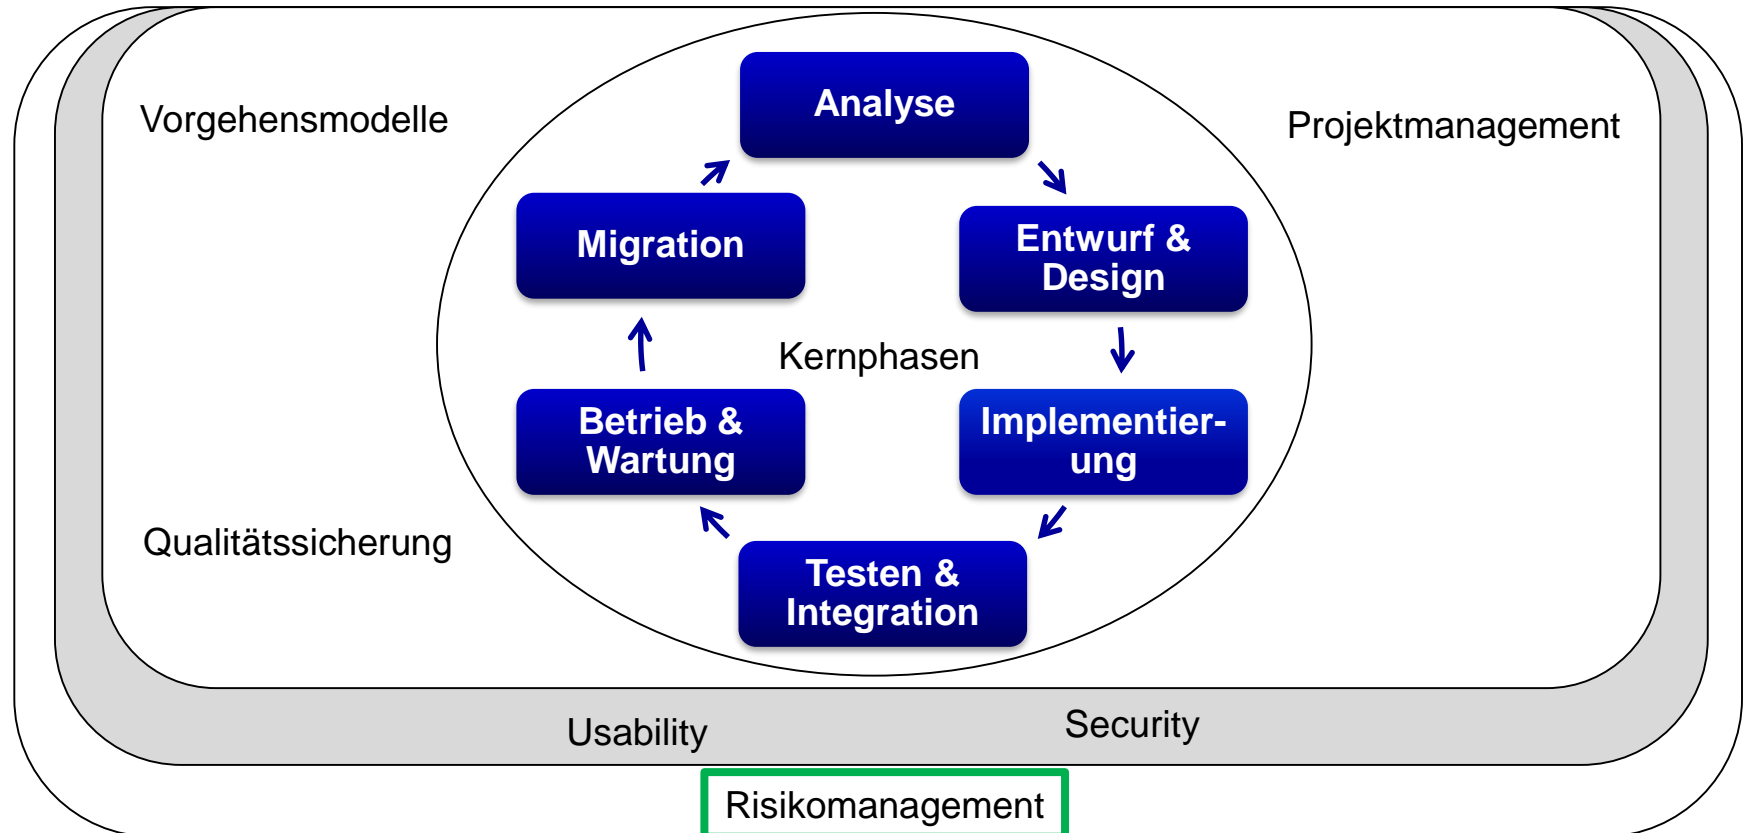 Analyse
Vorgehensmodelle
Projektmanagement
Migration
Entwurf &
Design
Kernphasen
Betrieb &
Wartung
Implementier-
ung
Qualitätssicherung
Testen &
Integration
Usability
Security
Risikomanagement